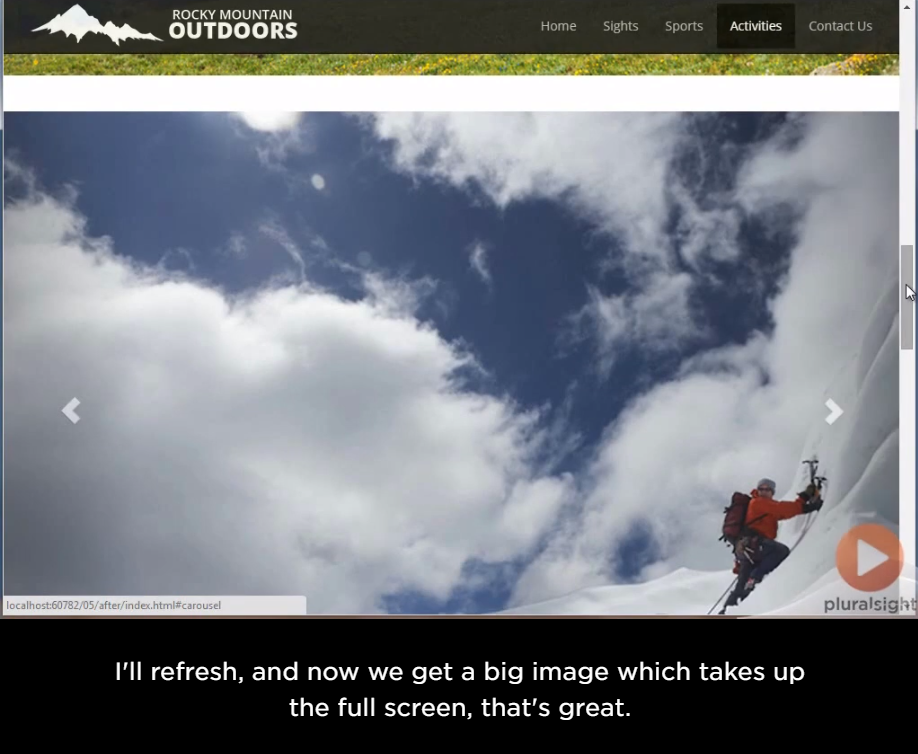 ROCKY MOUNTAIN
OUTDOORS
Home Sights Sports Activities Contact Us
localhost:60782/05/after/index.html#carousel
pluralsight
I'll refresh, and now we get a big image which takes up
the full screen, that's great.